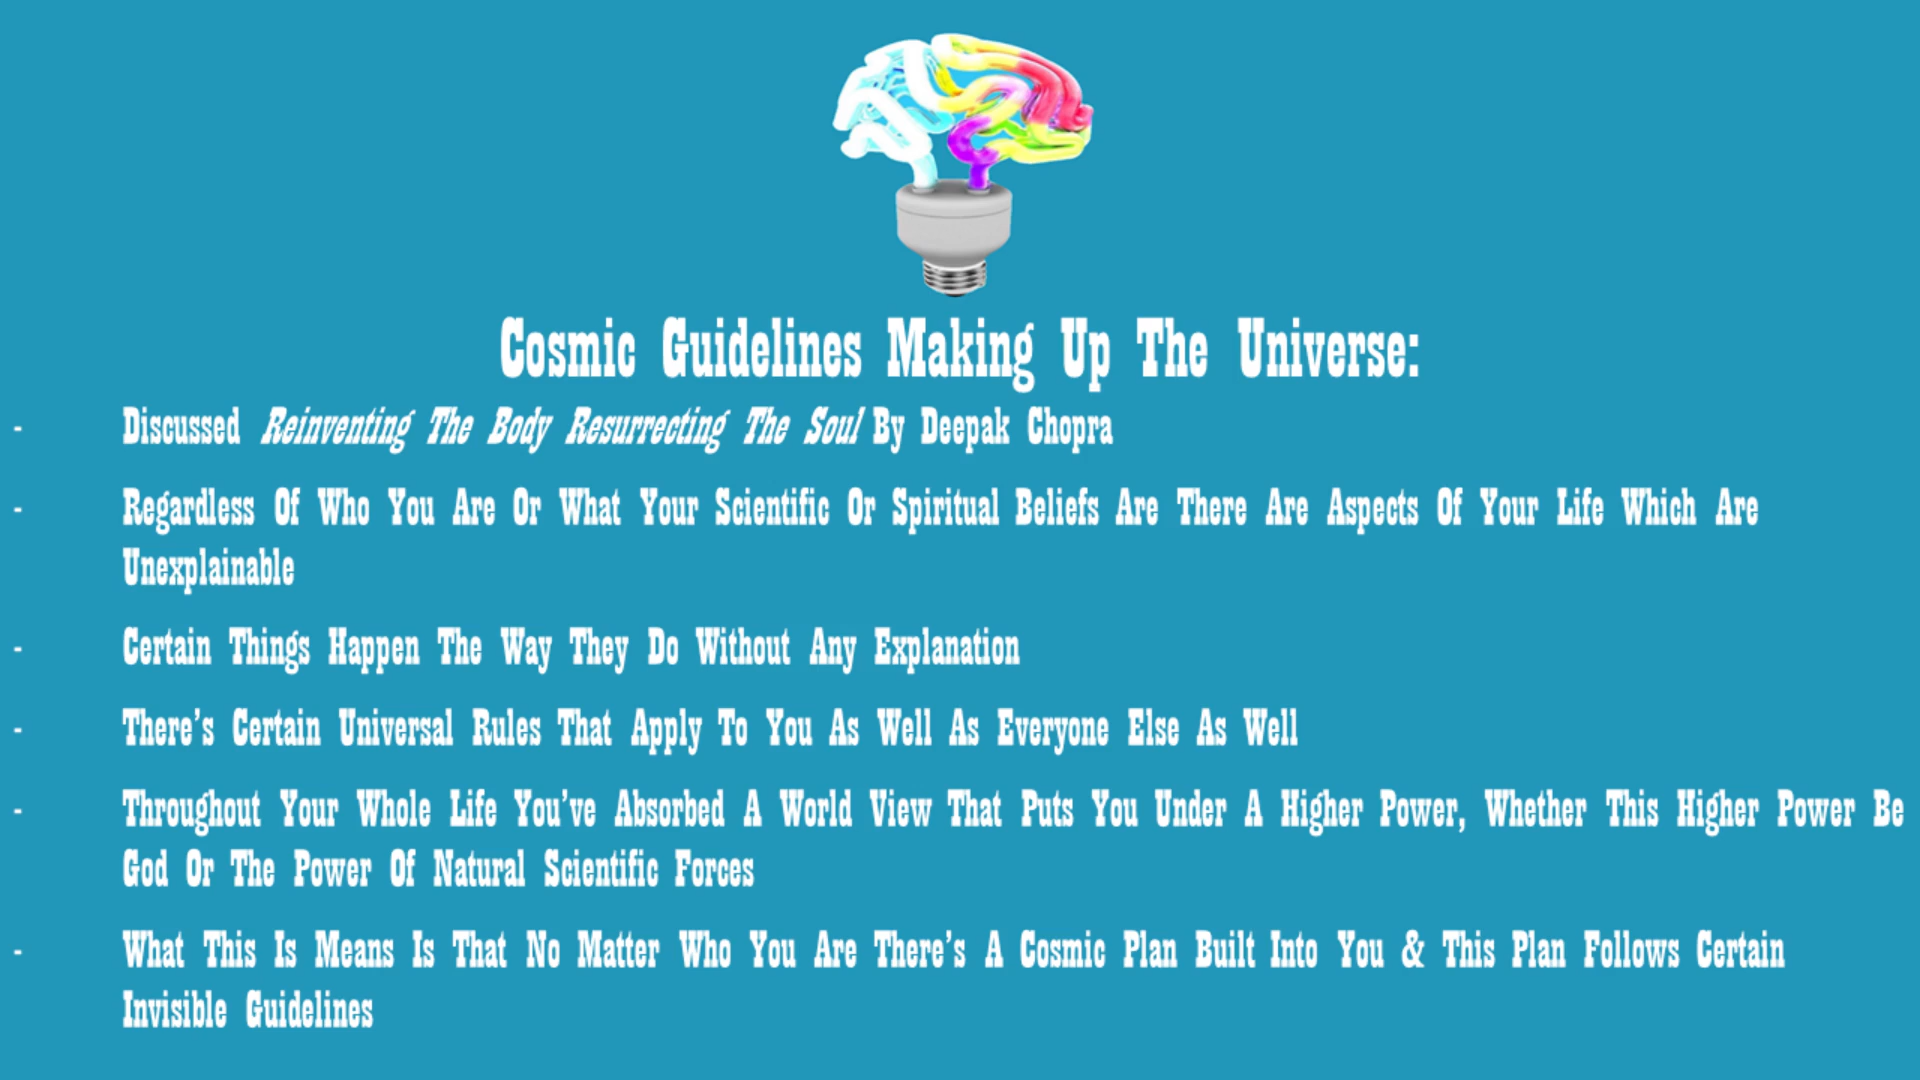 Cosmic Guidelines Making Up The Universe:
- Discussed Reinventing The Body Resurrecting The Soul By Deepak Chopra
- Regardless Of Who You Are Or What Your Scientific Or Spiritual Beliefs Are There Are Aspects Of Your Life Which Are
Unexplainable
- Certain Things Happen The Way They Do Without Any Explanation
- There's Certain Universal Rules That Apply To You As Well As Everyone Else As Well
- Throughout Your Whole Life You've Absorbed A World View That Puts You Under A Higher Power, Whether This Higher Power Be
God Or The Power Of Natural Scientific Forces
- What This Is Means Is That No Matter Who You Are There's A Cosmic Plan Built Into You & This Plan Follows Certain
Invisible Guidelines